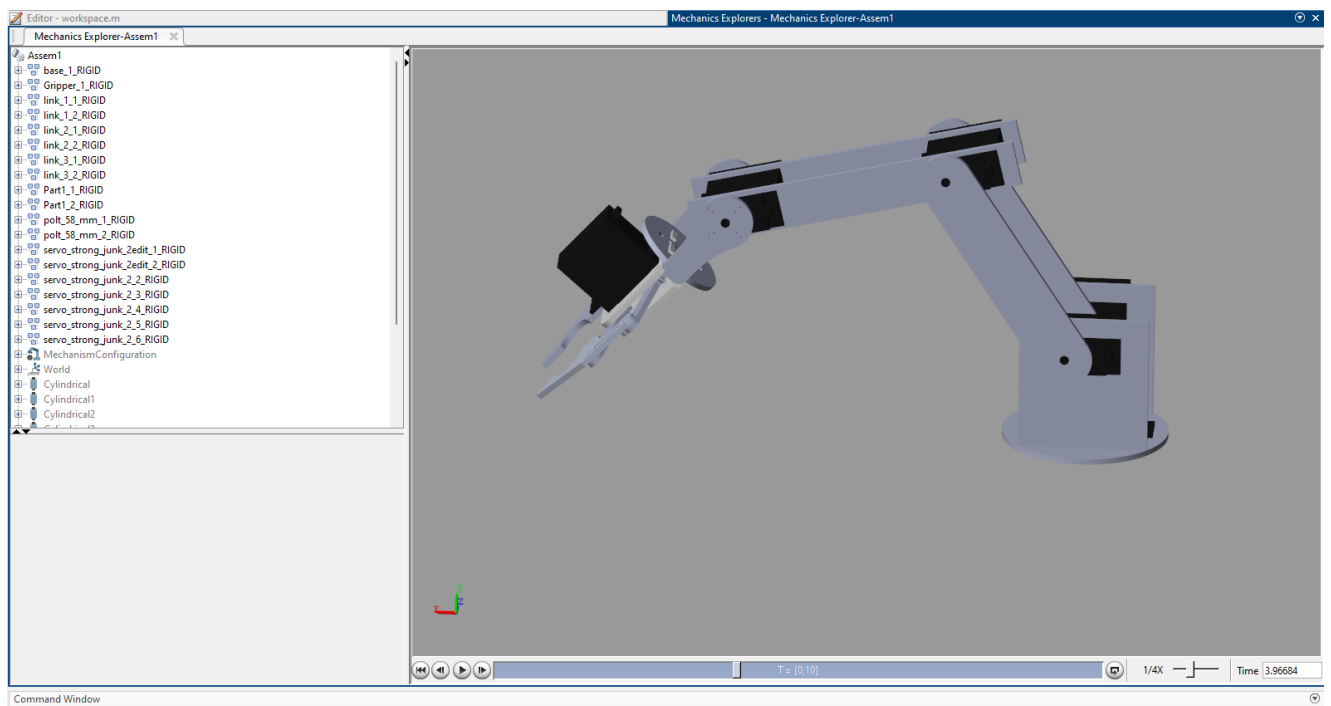 Editor - workspace.m
Mechanics Explorers - Mechanics Explorer-Assem1
Mechanics Explorer-Assem1
Assem1
base_1_RIGID
Gripper_1_RIGID
link_1_1_RIGID
link_1_2_RIGID
link_2_1_RIGID
link_2_2_RIGID
link_3_1_RIGID
link_3_2_RIGID
Part1_1_RIGID
Part1_2_RIGID
polt_58_mm_1_RIGID
polt_58_mm_2_RIGID
servo_strong_junk_2edit_1_RIGID
servo_strong_junk_2edit_2_RIGID
servo_strong_junk_2_2_RIGID
servo_strong_junk_2_3_RIGID
servo_strong_junk_2_4_RIGID
servo_strong_junk_2_5_RIGID
servo_strong_junk_2_6_RIGID
MechanismConfiguration
World
Cylindrical
Cylindrical1
Cylindrical2
Z
T = [0,10]
1/4X
Time 3.96684
Command Window